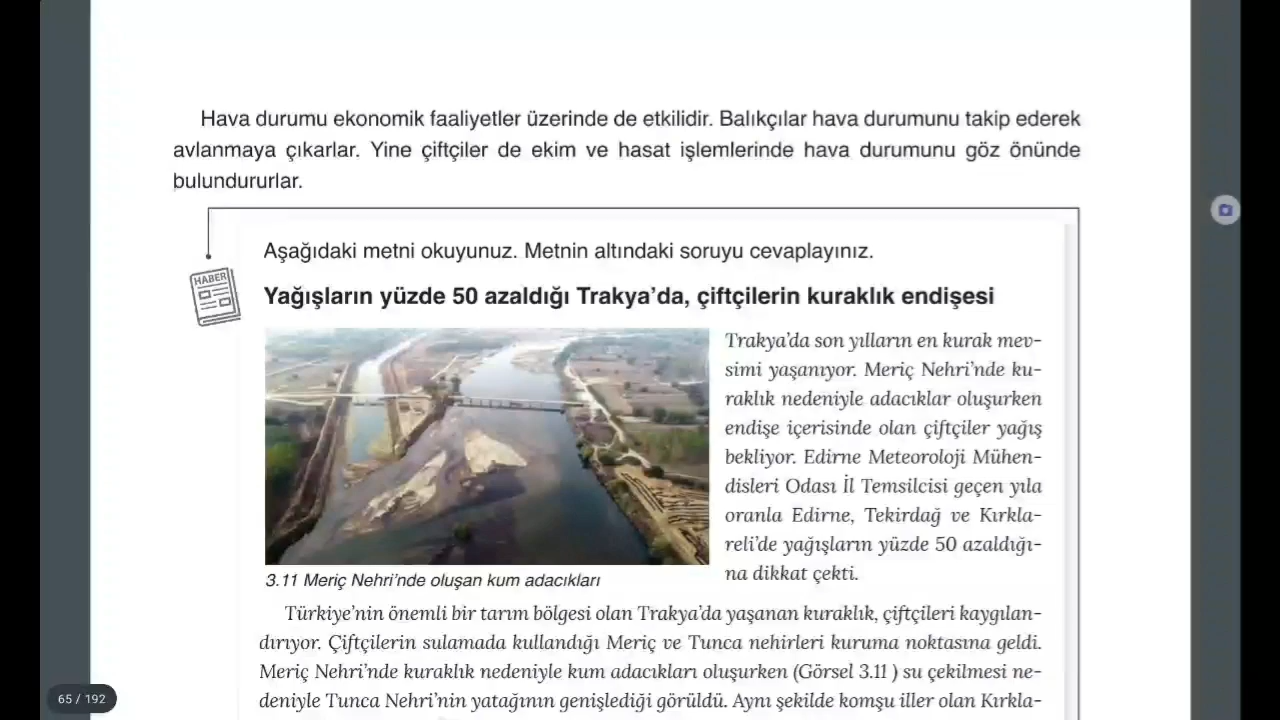 Hava durumu ekonomik faaliyetler üzerinde de etkilidir. Balıkçılar hava durumunu takip ederek
avlanmaya çıkarlar. Yine çiftçiler de ekim ve hasat işlemlerinde hava durumunu göz önünde
bulundururlar.
Aşağıdaki metni okuyunuz. Metnin altındaki soruyu cevaplayınız.
HABER
Yağışların yüzde 50 azaldığı Trakya’da, çiftçilerin kuraklık endişesi
Trakya’da son yılların en kurak mev-
simi yaşanıyor. Meriç Nehri’nde ku-
raklık nedeniyle adacıklar oluşurken
endişe içerisinde olan çiftçiler yağış
bekliyor. Edirne Meteoroloji Mühen-
disleri Odası İl Temsilcisi geçen yıla
oranla Edirne, Tekirdağ ve Kırkla-
reli’de yağışların yüzde 50 azaldığı-
na dikkat çekti.
3.11 Meriç Nehri’nde oluşan kum adacıkları
Türkiye’nin önemli bir tarım bölgesi olan Trakya’da yaşanan kuraklık, çiftçileri kaygılan-
dırıyor. Çiftçilerin sulamada kullandığı Meriç ve Tunca nehirleri kuruma noktasına geldi.
Meriç Nehri’nde kuraklık nedeniyle kum adacıkları oluşurken (Görsel 3.11 ) su çekilmesi ne-
deniyle Tunca Nehri’nin yatağının genişlediği görüldü. Aynı şekilde komşu iller olan Kırkla-
65 / 192